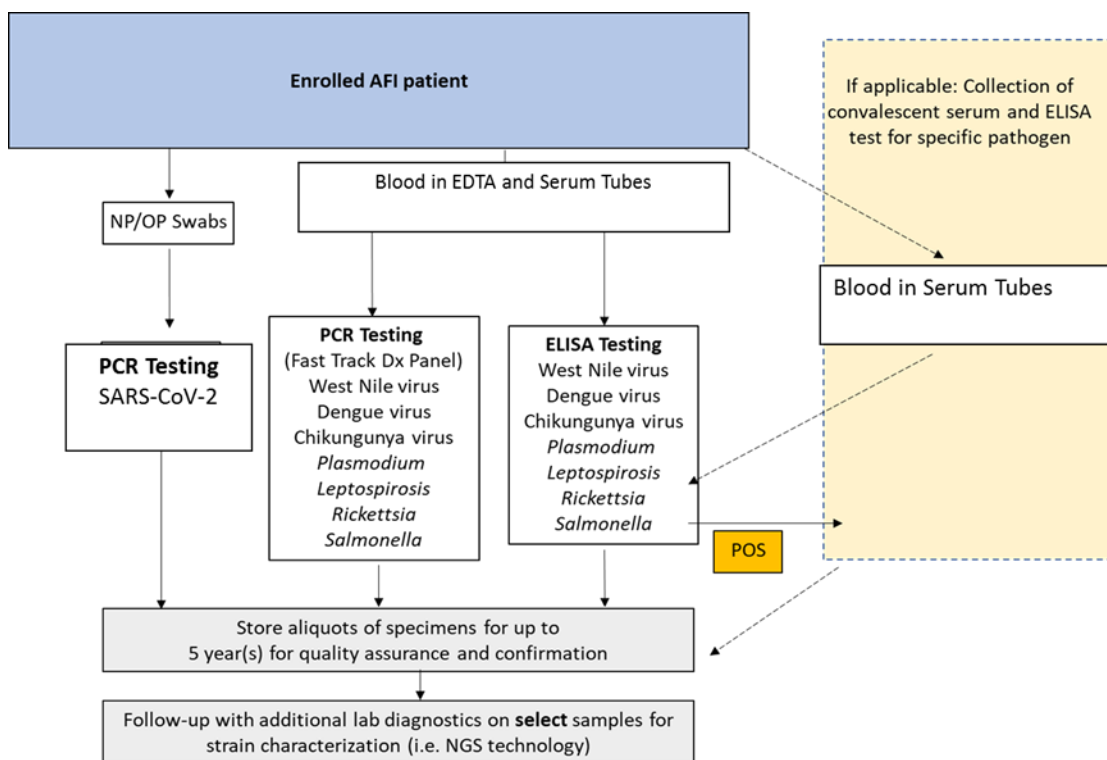 Enrolled AFI patient
If applicable: Collection of
convalescent serum and ELISA
test for specific pathogen
Blood in EDTA and Serum Tubes
NP/OP Swabs
Blood in Serum Tubes
PCR Testing
SARS-CoV-2
PCR Testing
(Fast Track Dx Panel)
West Nile virus
Dengue virus
Chikungunya virus
Plasmodium
Leptospirosis
Rickettsia
Salmonella
ELISA Testing
West Nile virus
Dengue virus
Chikungunya virus
Plasmodium
Leptospirosis
Rickettsia
Salmonella
POS
Store aliquots of specimens for up to
5 year(s) for quality assurance and confirmation
Follow-up with additional lab diagnostics on select samples for
strain characterization (i.e. NGS technology)